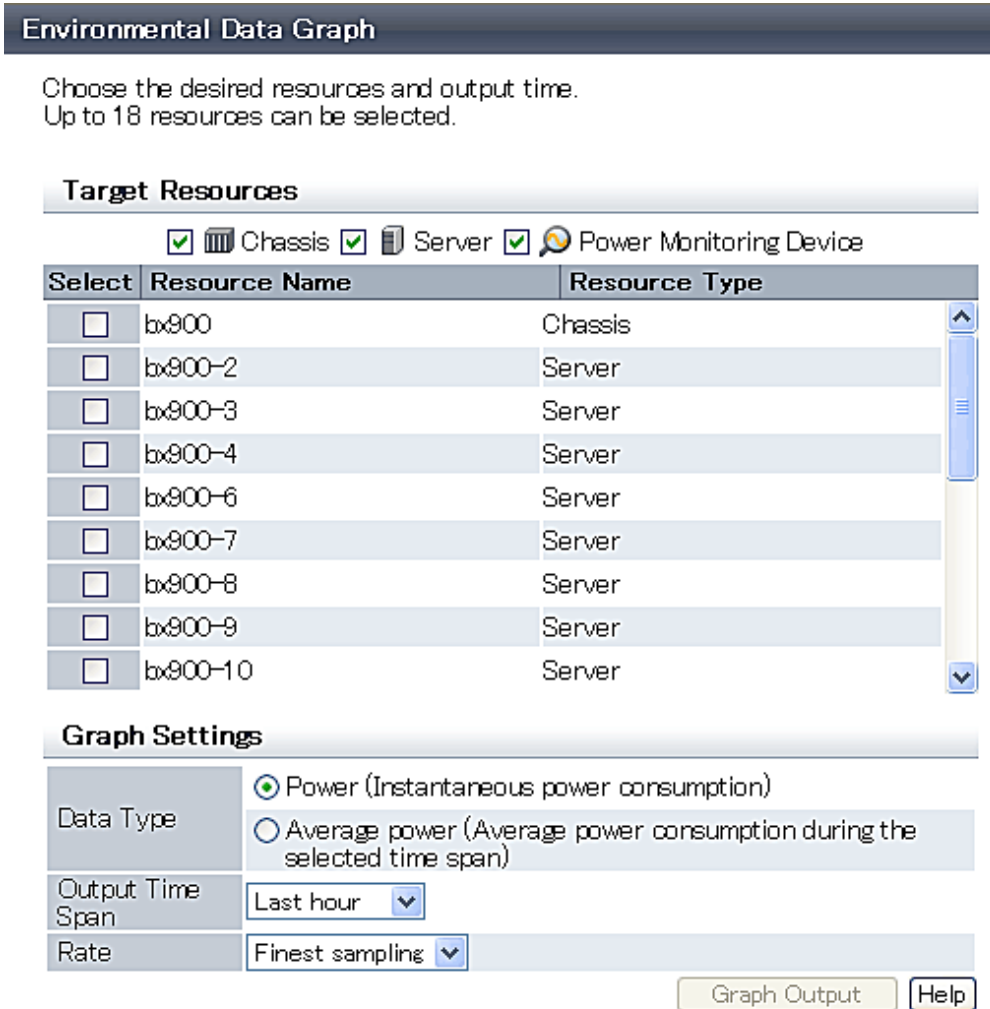 Environmental Data Graph
Choose the desired resources and output time.
Up to 18 resources can be selected.
Target Resources
Chassis Server Power Monitoring Device
Select Resource Name Resource Type
bx900 Chassis
bx900-2 Server
bx900-3 Server
bx900-4 Server
bx900-6 Server
bx900-7 Server
bx900-8 Server
bx900-9 Server
bx900-10 Server
Graph Settings
Data Type
Power (Instantaneous power consumption)
Average power (Average power consumption during the
selected time span)
Output Time
Span
Last hour
Rate
Finest sampling
Graph Output Help